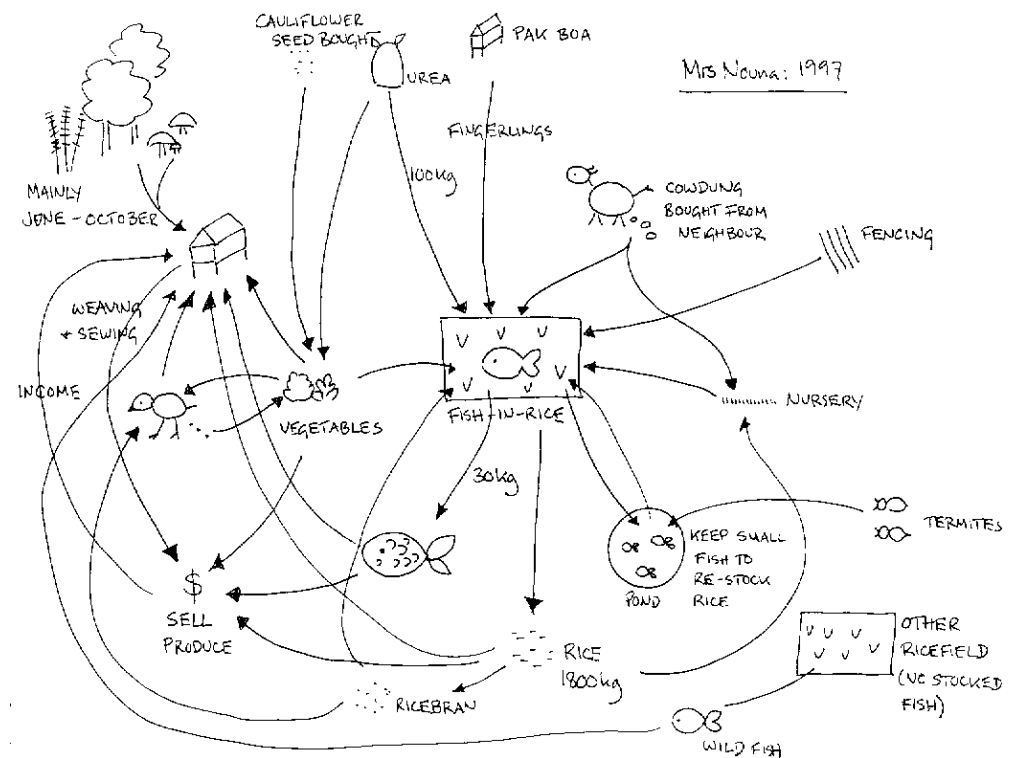 CAULIFLOWER
SEED BOUGHT
UREA
PAK BOA
Mrs Nouna: 1997
FINGERLINGS
100kg
MAINLY
JUNE - OCTOBER
COWDUNG
BOUGHT FROM
NEIGHBOUR
FENCING
WEAVING
+ SEWING
INCOME
VEGETABLES
FISH-IN-RICE
NURSERY
30kg
TERMITES
KEEP SMALL
FISH TO
RE-STOCK
RICE
POND
$
SELL
PRODUCE
RICE
1800kg
RICEBRAN
OTHER
RICEFIELD
(NO STOCKED
FISH)
WILD FISH